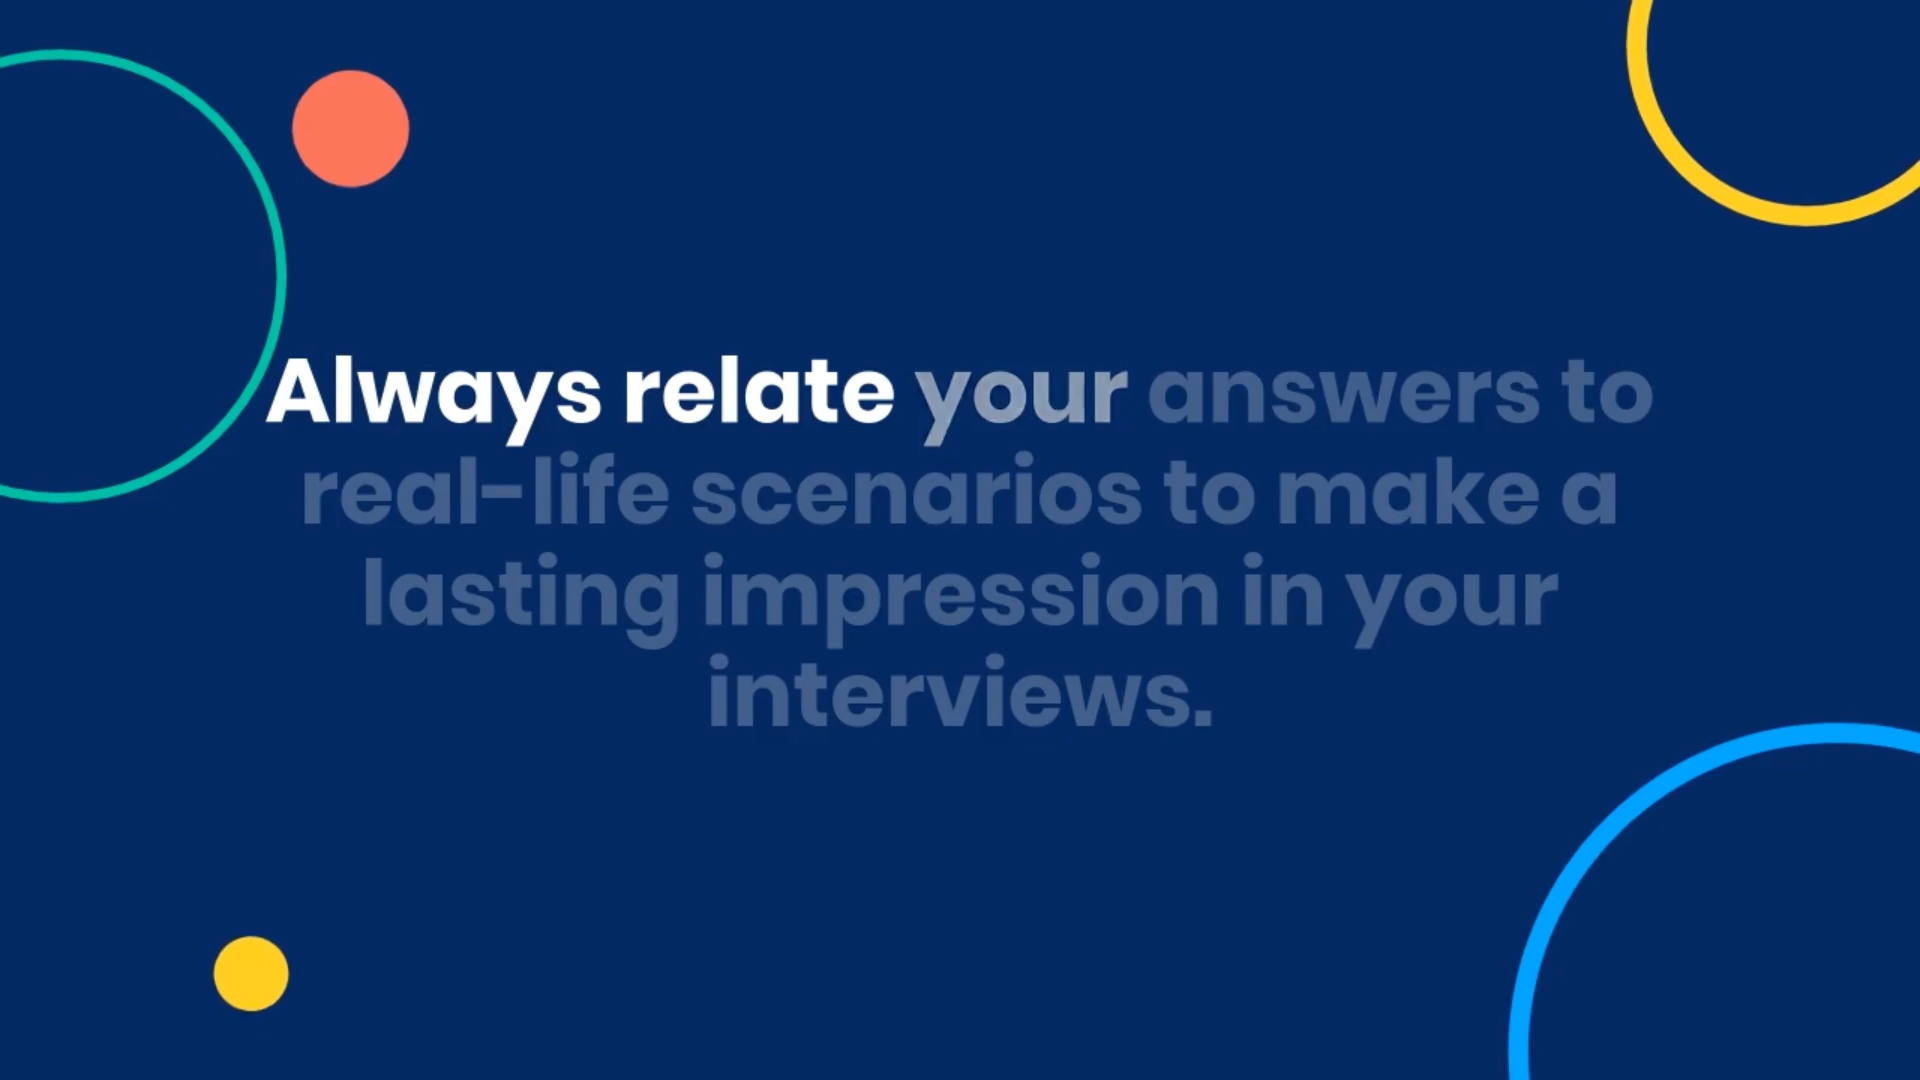 Always relate your answers to
real-life scenarios to make a
lasting impression in your
interviews.